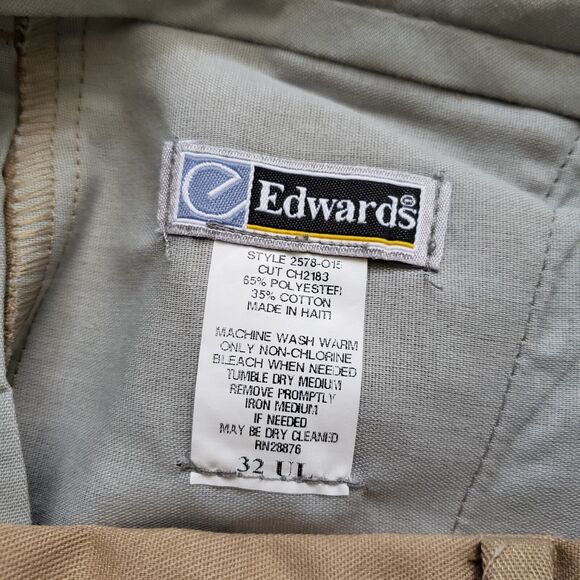 e Edwards
STYLE 2578-015
CUT CH2183
65% POLYESTER
35% COTTON
MADE IN HAITI
MACHINE WASH WARM
ONLY NON-CHLORINE
BLEACH WHEN NEEDED
TUMBLE DRY MEDIUM
REMOVE PROMPTLY
IRON MEDIUM
IF NEEDED
MAY BE DRY CLEANED
RN28876
32 UL